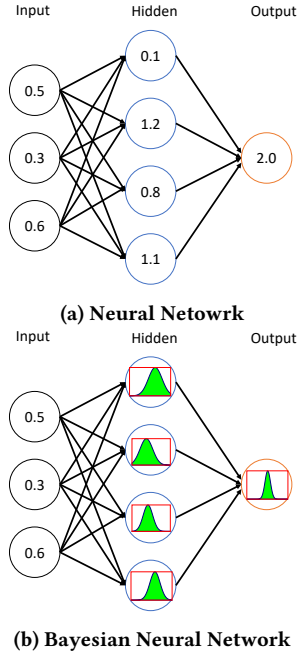 Input Hidden Output
0.1
0.5
1.2
0.3 2.0
0.8
0.6
1.1
(a) Neural Netowrk
Input Hidden Output
0.5
0.3
0.6
(b) Bayesian Neural Network